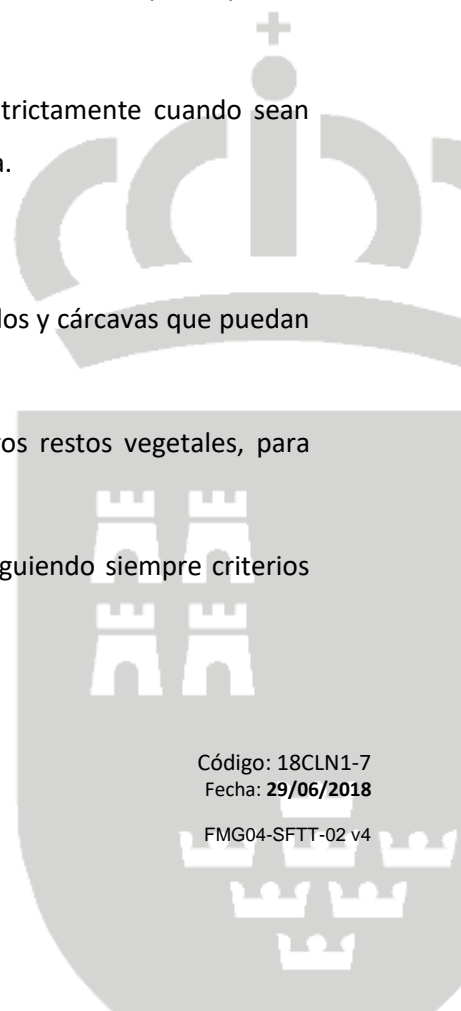 trictamente cuando sean
a.
los y cárcavas que puedan
os restos vegetales, para
guiendo siempre criterios
Código: 18CLN1-7
Fecha: 29/06/2018
FMG04-SFTT-02 v4